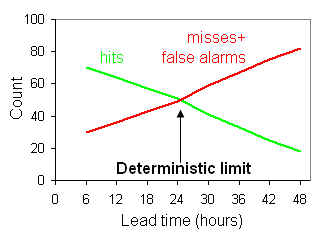 100
80
60
40
20
0
Count
hits
misses+
false alarms
Deterministic limit
0 6 12 18 24 30 36 42 48
Lead time (hours)